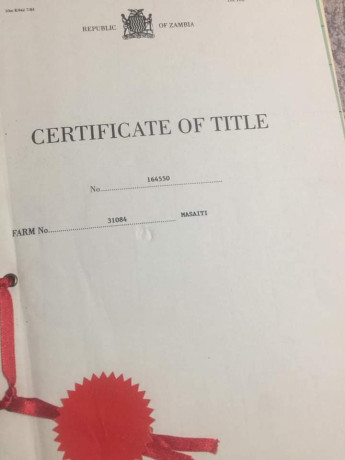 REPUBLIC OF ZAMBIA
CERTIFICATE OF TITLE
No. 164550
FARM No. 31084 MASAITI